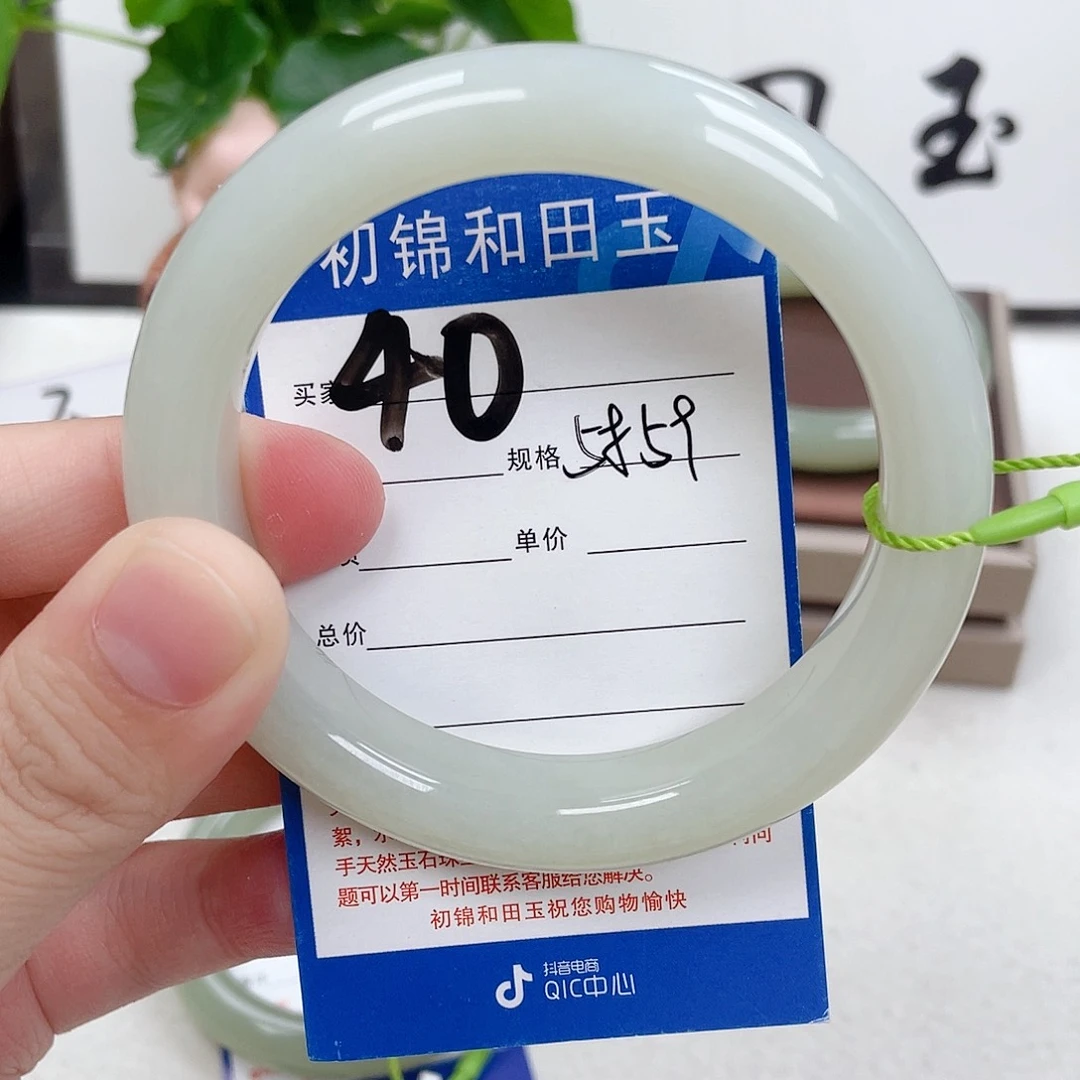 玉
初锦和田玉
40
买家
规格 59
单价
总价
絮，
手天然玉石珠
题可以第一时间联系客服给您解决。
初锦和田玉祝您购物愉快
抖音电商
QIC中心